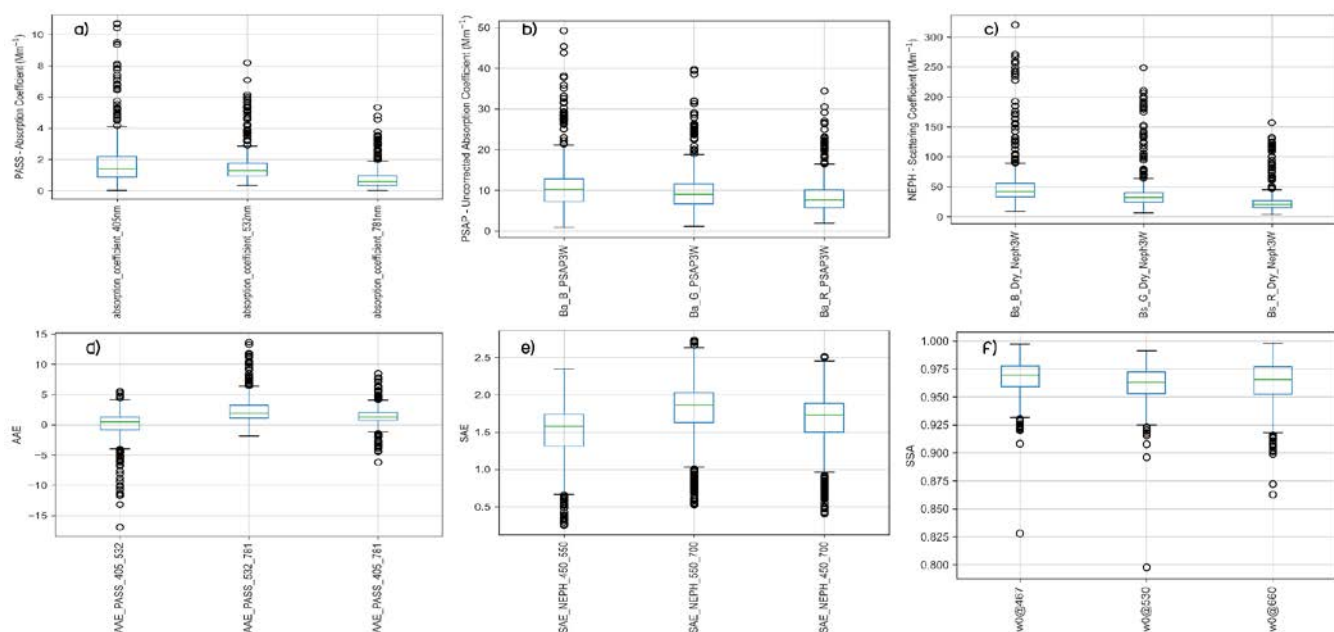 a)
PASS - Absorption Coefficient (Mm⁻¹)
10
8
6
4
2
0
absorption_coefficient_405nm
absorption_coefficient_532nm
absorption_coefficient_781nm
b)
PSAP - Uncorrected Absorption Coefficient (Mm⁻¹)
50
40
30
20
10
0
Ba_B_PSAP3W
Ba_G_PSAP3W
Ba_R_PSAP3W
c)
NEPH - Scattering Coefficient (Mm⁻¹)
300
250
200
150
100
50
0
Bs_B_Dry_Neph3W
Bs_G_Dry_Neph3W
Bs_R_Dry_Neph3W
d)
AAE
15
10
5
0
−5
−10
−15
AAE_PASS_405_532
AAE_PASS_532_781
AAE_PASS_405_781
e)
SAE
2.5
2.0
1.5
1.0
0.5
SAE_NEPH_450_550
SAE_NEPH_550_700
SAE_NEPH_450_700
f)
SSA
1.000
0.975
0.950
0.925
0.900
0.875
0.850
0.825
0.800
w0@467
w0@530
w0@660